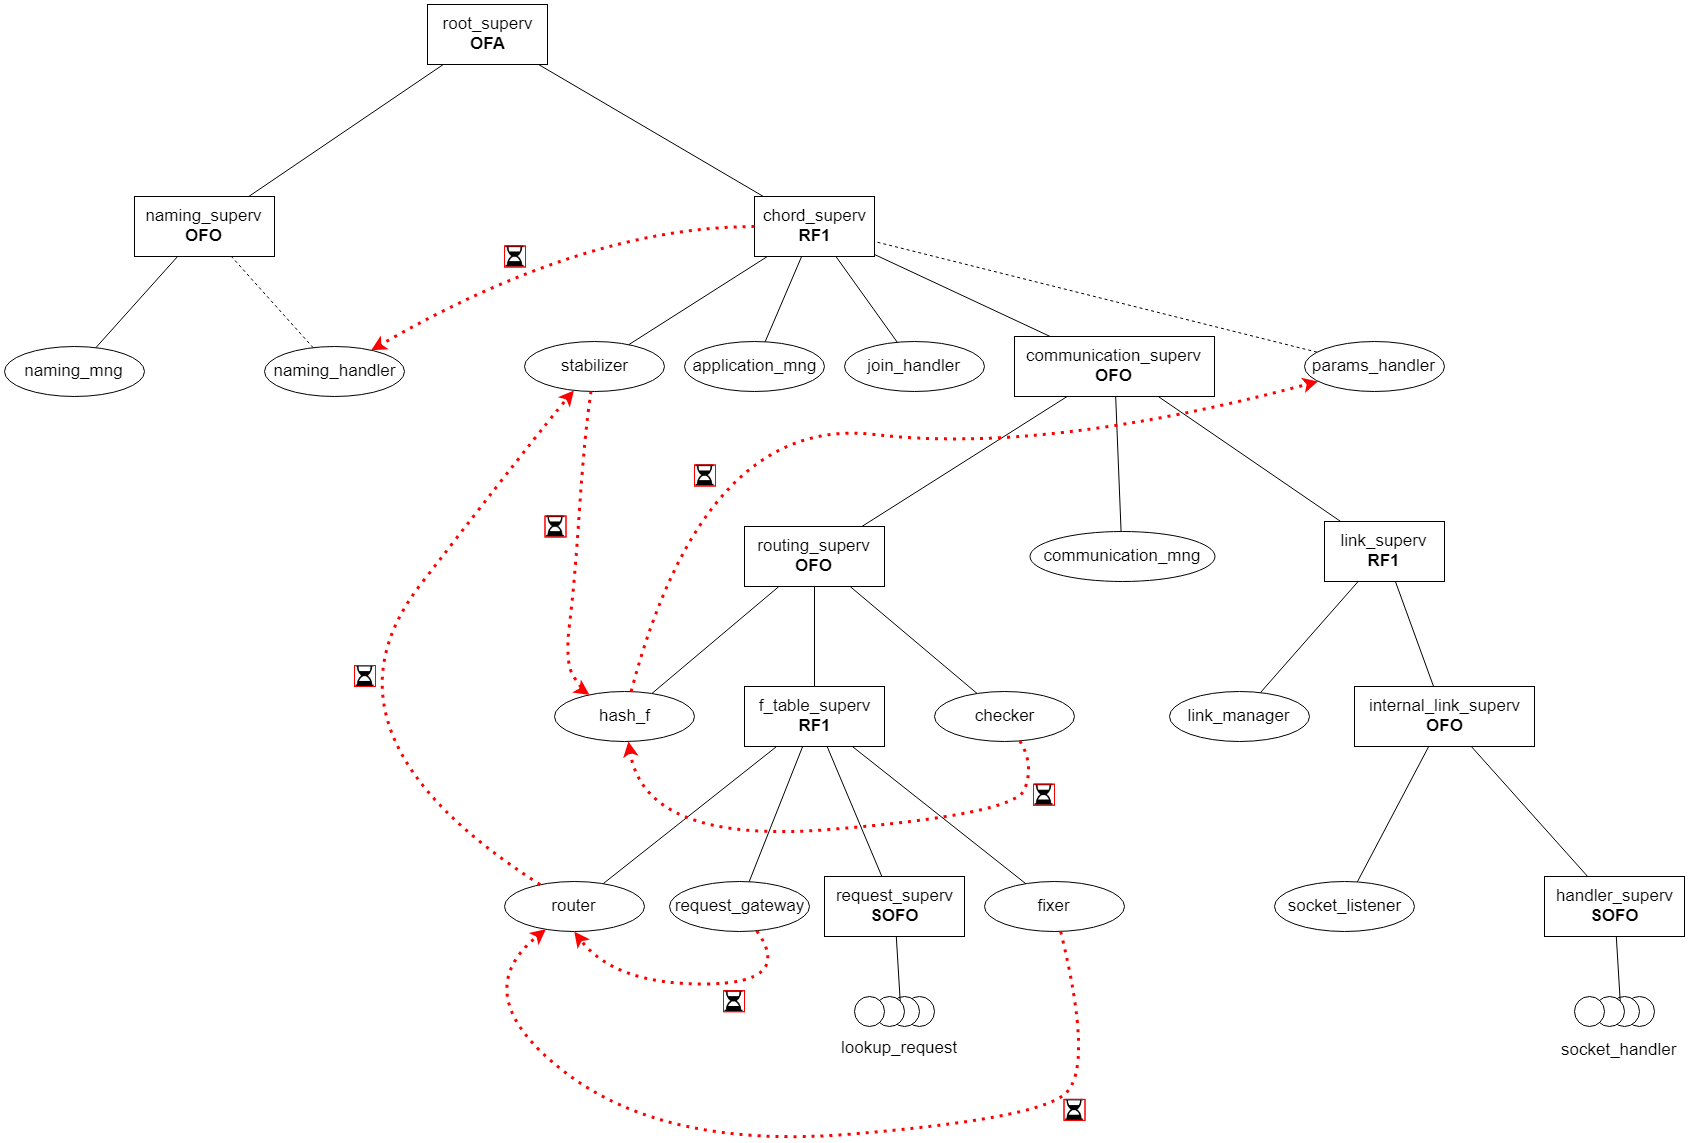 root_superv
OFA
naming_superv
OFO
chord_superv
RF1
naming_mng
naming_handler
stabilizer
application_mng
join_handler
communication_superv
OFO
params_handler
routing_superv
OFO
communication_mng
link_superv
RF1
hash_f
f_table_superv
RF1
checker
link_manager
internal_link_superv
OFO
router
request_gateway
request_superv
SOFO
fixer
socket_listener
handler_superv
SOFO
lookup_request
socket_handler